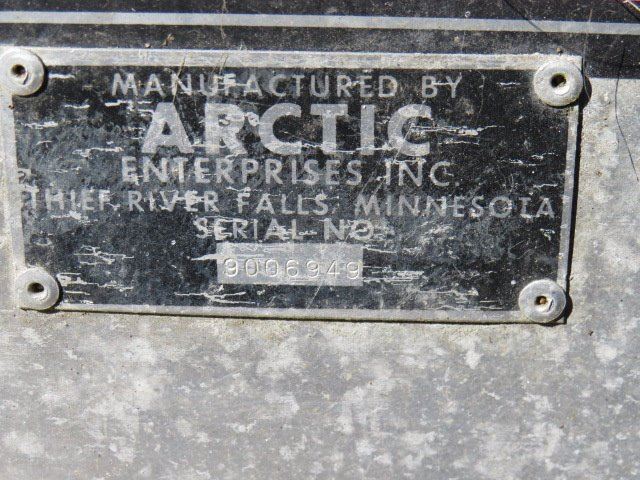 MANUFACTURED BY
ARCTIC
ENTERPRISES INC.
THIEF RIVER FALLS, MINNESOTA
SERIAL NO.
9006949